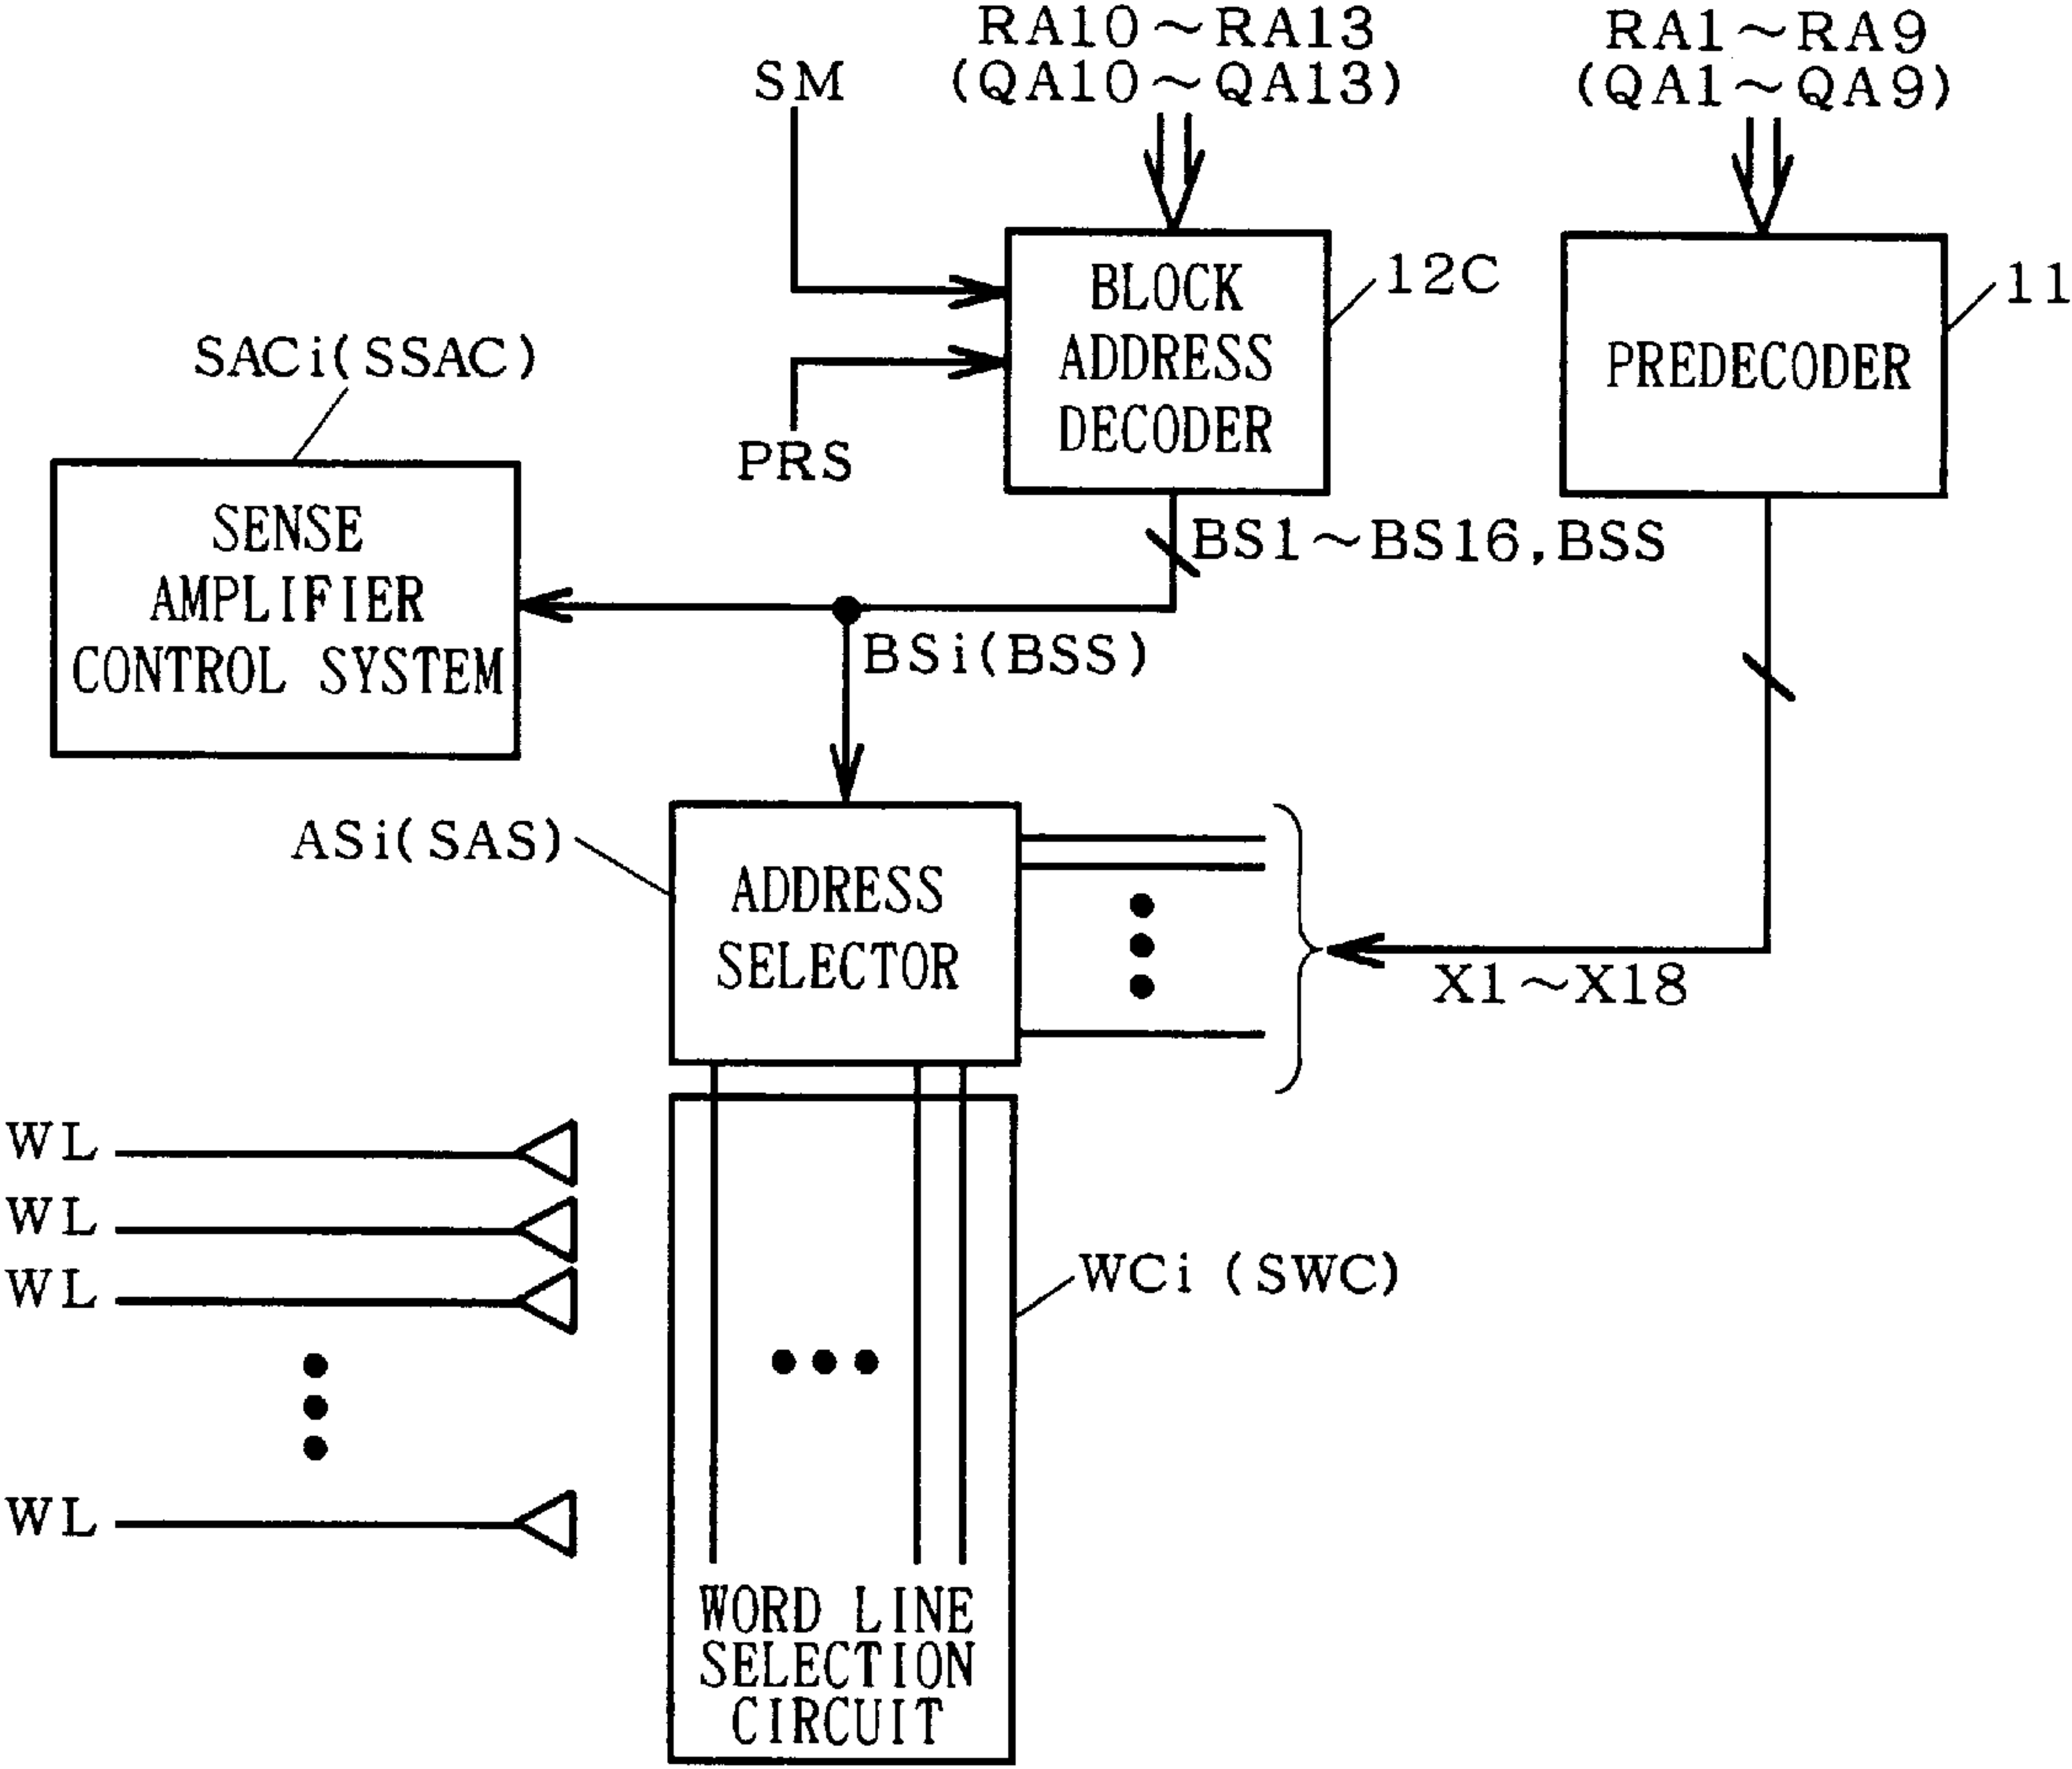 RA10~RA13
(QA10~QA13)
RA1~RA9
(QA1~QA9)
SM
BLOCK
ADDRESS
DECODER
12C
PREDECODER
11
PRS
SACi(SSAC)
SENSE
AMPLIFIER
CONTROL SYSTEM
BS1~BS16,BSS
BSi(BSS)
ASi(SAS)
ADDRESS
SELECTOR
X1~X18
WL
WL
WL
WL
WCi (SWC)
WORD LINE
SELECTION
CIRCUIT